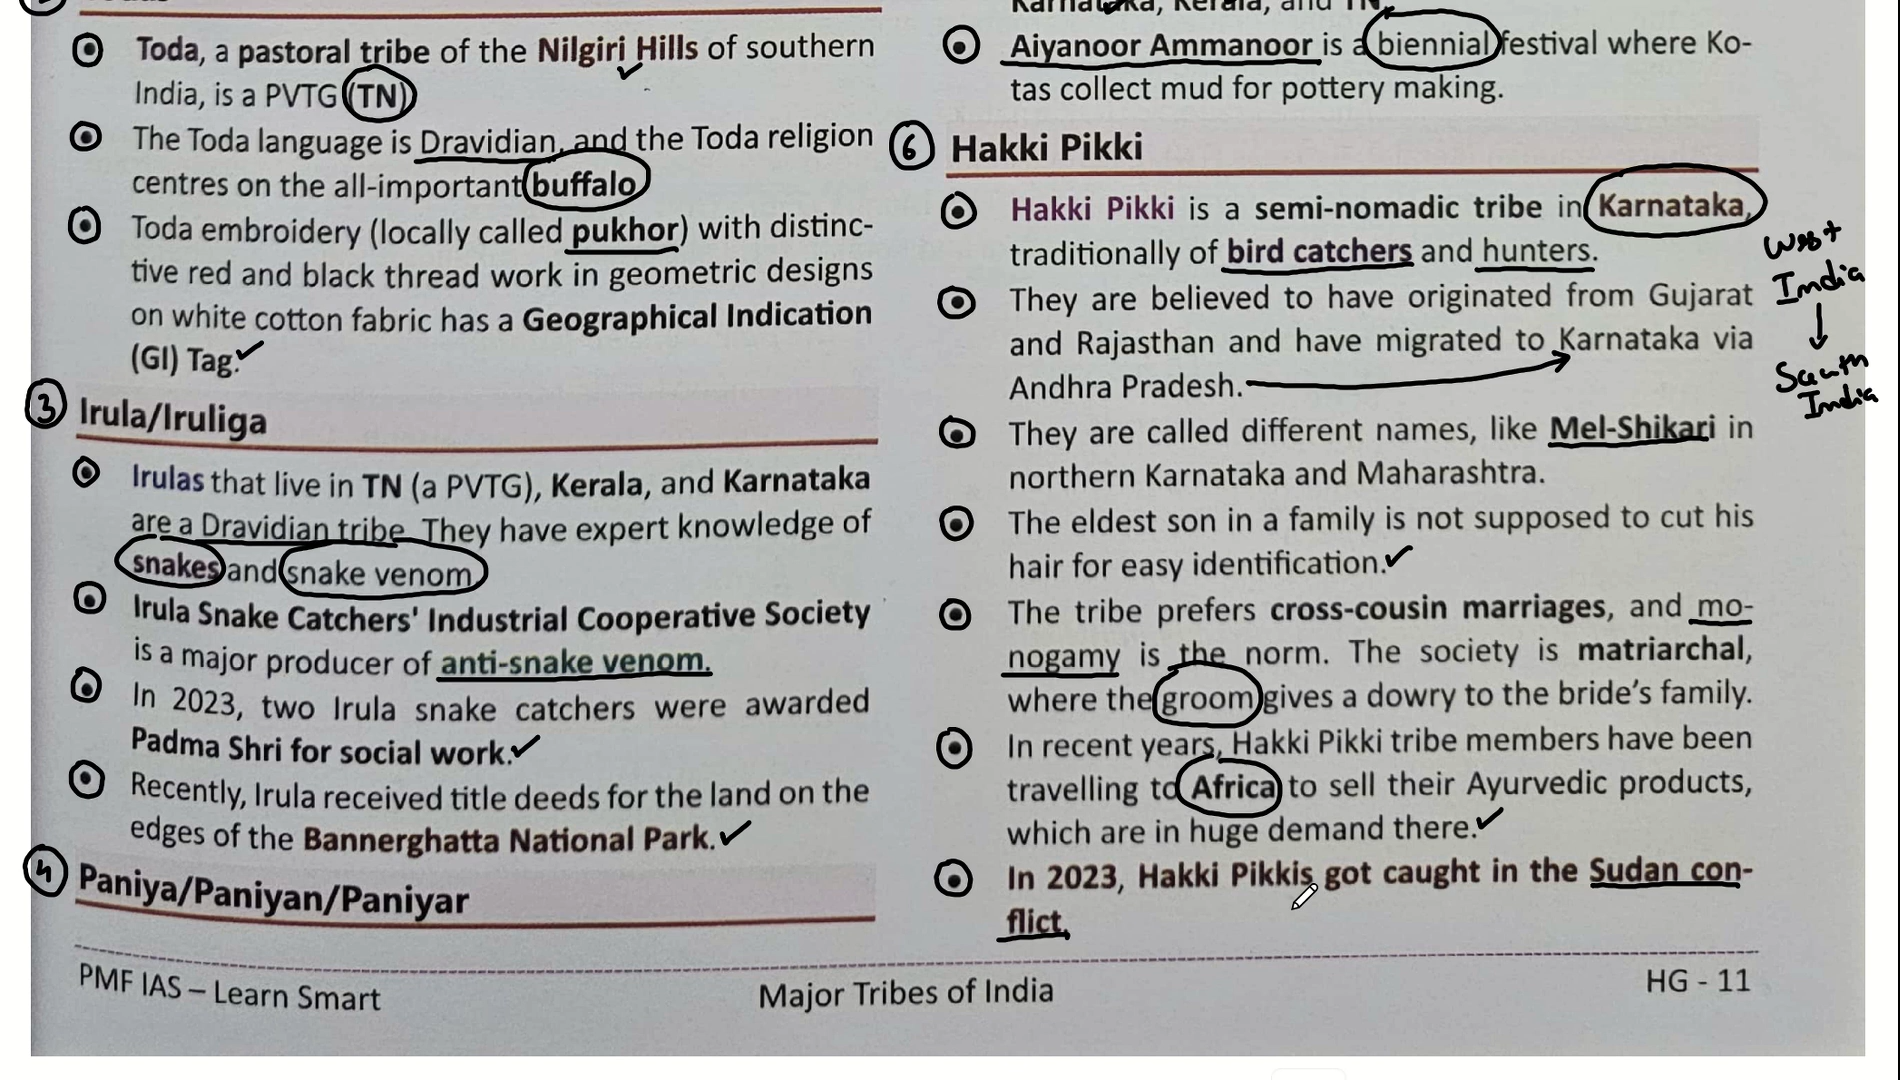 Toda, a pastoral tribe of the Nilgiri Hills of southern
India, is a PVTG (TN)
The Toda language is Dravidian, and the Toda religion
centres on the all-important buffalo
Toda embroidery (locally called pukhor) with distinc-
tive red and black thread work in geometric designs
on white cotton fabric has a Geographical Indication
(GI) Tag.
3 Irula/Iruliga
Irulas that live in TN (a PVTG), Kerala, and Karnataka
are a Dravidian tribe. They have expert knowledge of
snakes and snake venom
Irula Snake Catchers' Industrial Cooperative Society
is a major producer of anti-snake venom.
In 2023, two Irula snake catchers were awarded
Padma Shri for social work.
Recently, Irula received title deeds for the land on the
edges of the Bannerghatta National Park.
4 Paniya/Paniyan/Paniyar
Karnataka, Kerala, and TN.
Aiyanoor Ammanoor is a biennial festival where Ko-
tas collect mud for pottery making.
6 Hakki Pikki
Hakki Pikki is a semi-nomadic tribe in Karnataka,
traditionally of bird catchers and hunters.
They are believed to have originated from Gujarat
and Rajasthan and have migrated to Karnataka via
Andhra Pradesh.
They are called different names, like Mel-Shikari in
northern Karnataka and Maharashtra.
The eldest son in a family is not supposed to cut his
hair for easy identification.
The tribe prefers cross-cousin marriages, and mo-
nogamy is the norm. The society is matriarchal,
where the groom gives a dowry to the bride's family.
In recent years, Hakki Pikki tribe members have been
travelling to Africa to sell their Ayurvedic products,
which are in huge demand there.
In 2023, Hakki Pikkis got caught in the Sudan con-
flict.
West
India
↓
South
India
PMF IAS – Learn Smart
Major Tribes of India
HG - 11